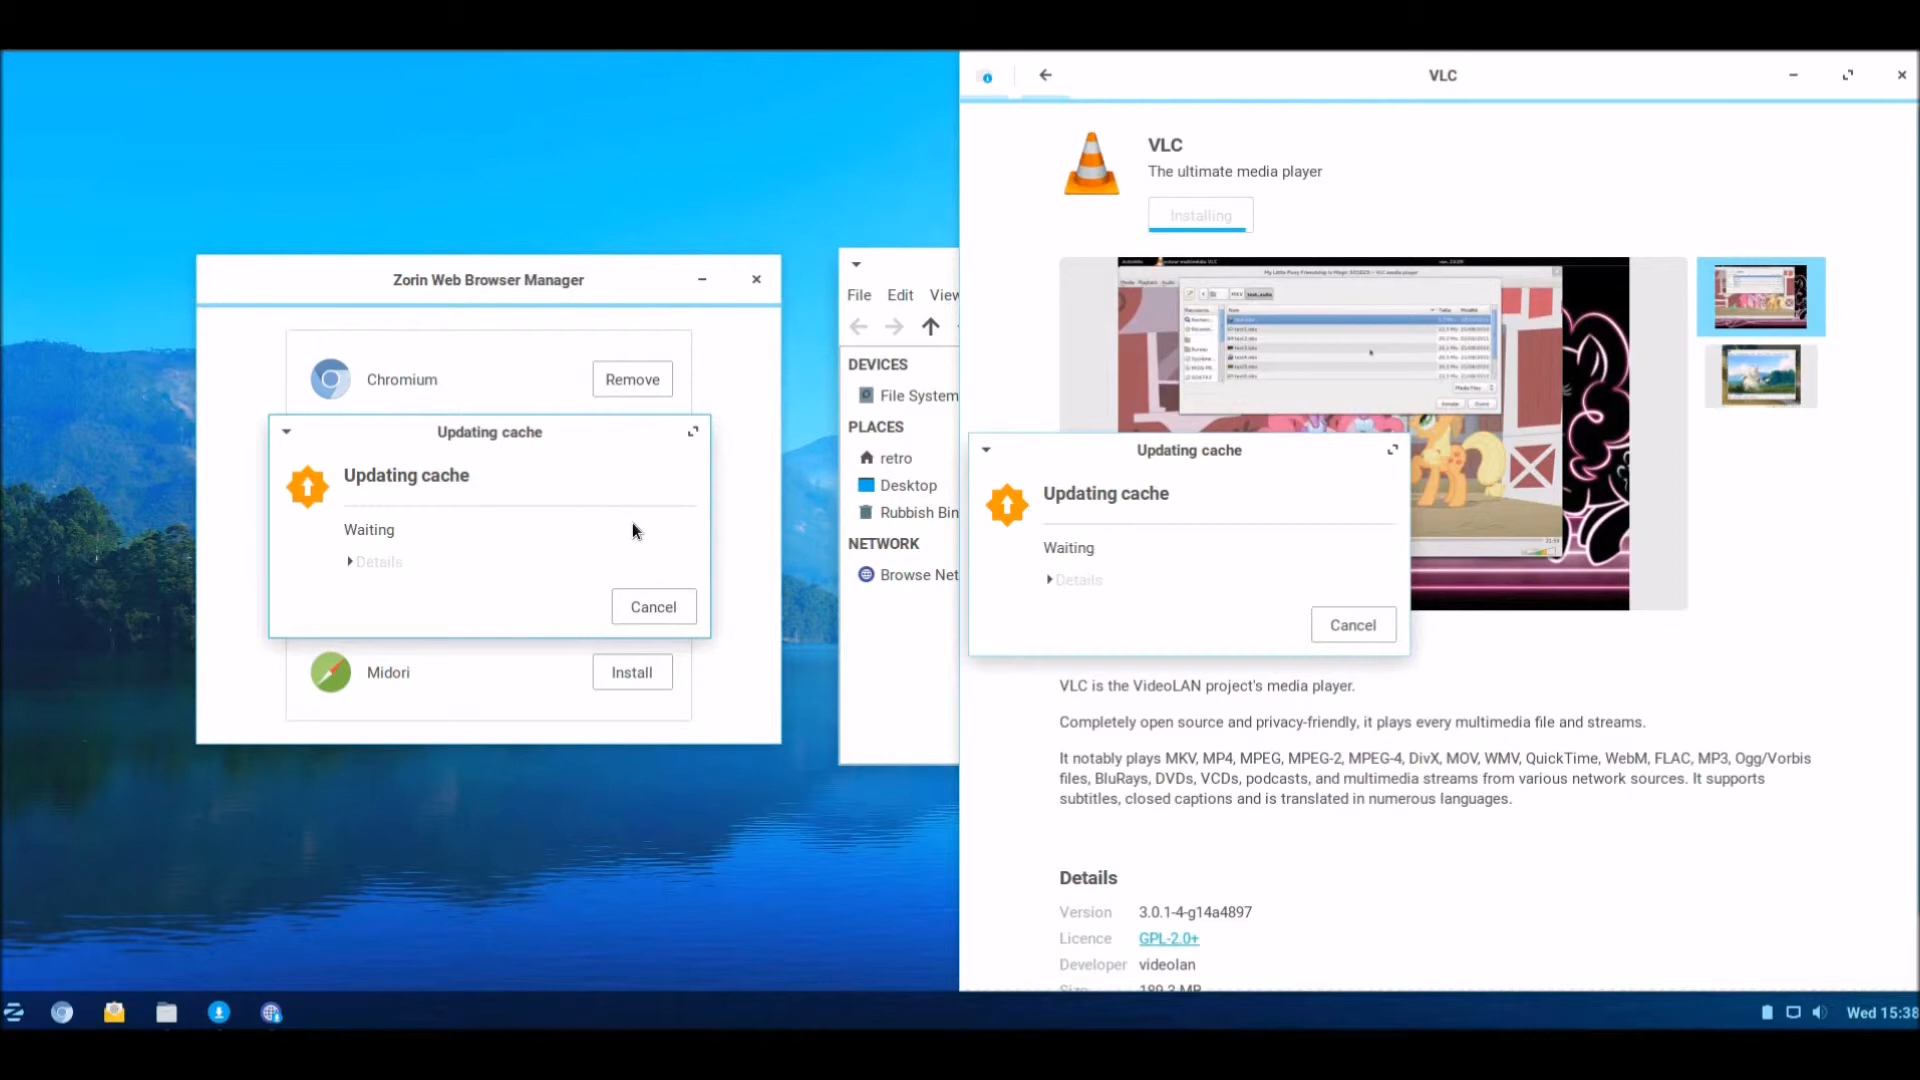 Zorin Web Browser Manager
Chromium
Remove
Updating cache
Updating cache
Waiting
Details
Cancel
Midori
Install
File Edit View
DEVICES
File System
PLACES
retro
Desktop
Rubbish Bin
NETWORK
Browse Net
VLC
VLC
The ultimate media player
Installing
Updating cache
Updating cache
Waiting
Details
Cancel
VLC is the VideoLAN project's media player.
Completely open source and privacy-friendly, it plays every multimedia file and streams.
It notably plays MKV, MP4, MPEG, MPEG-2, MPEG-4, DivX, MOV, WMV, QuickTime, WebM, FLAC, MP3, Ogg/Vorbis
files, BluRays, DVDs, VCDs, podcasts, and multimedia streams from various network sources. It supports
subtitles, closed captions and is translated in numerous languages.
Details
Version 3.0.1-4-g14a4897
Licence GPL-2.0+
Developer videolan
Size 189.3 MB
Wed 15:38